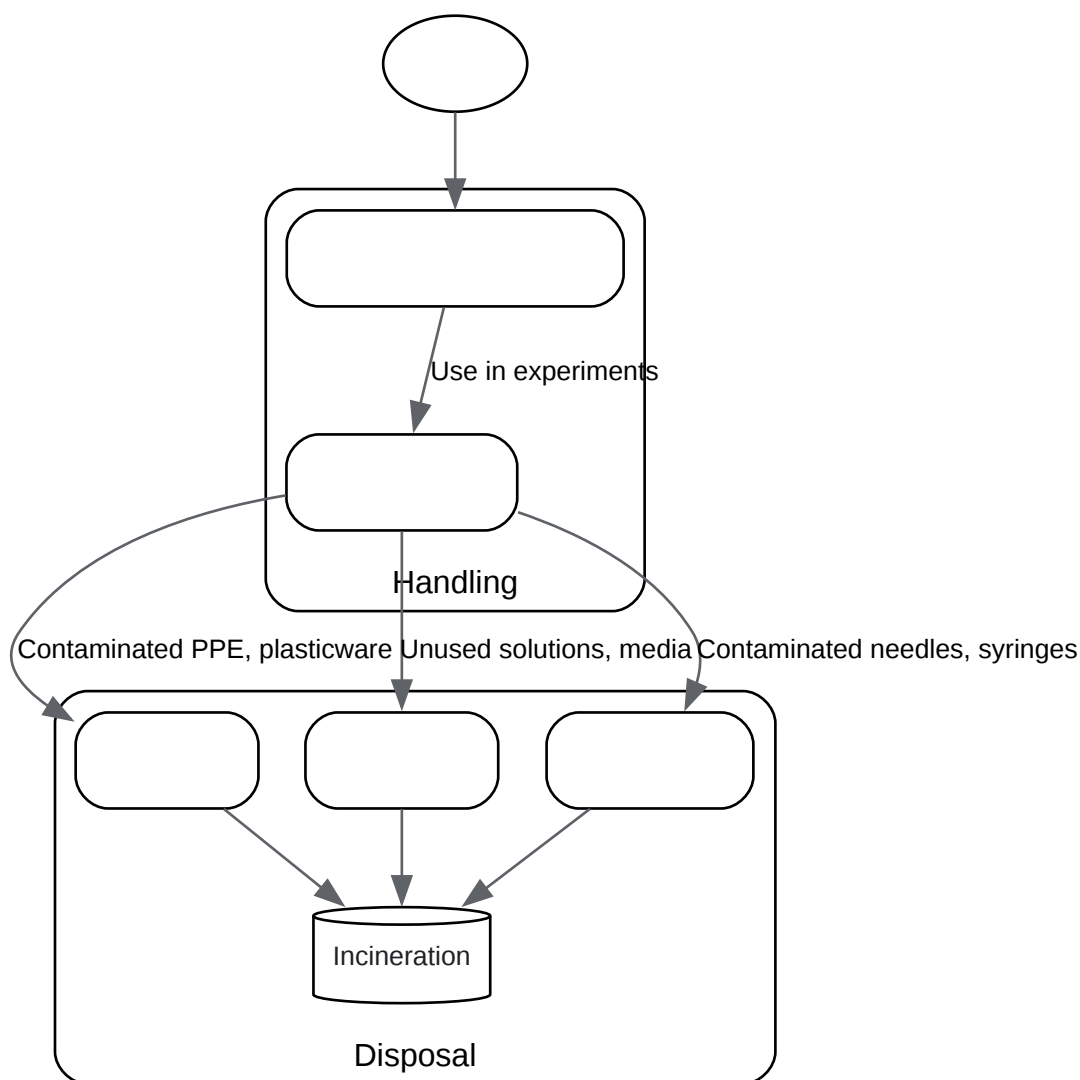 Use in experiments
Handling
Contaminated PPE, plasticware
Unused solutions, media
Contaminated needles, syringes
Incineration
Disposal